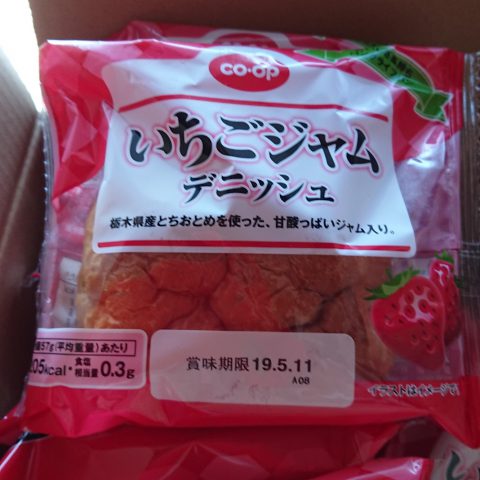 co·op
いちごジャム
デニッシュ
栃木県産とちおとめを使った、甘酸っぱいジャム入り。
57g(平均重量)あたり
05kcal・食塩相当量0.3g
賞味期限19.5.11
A08
イラストはイメージで